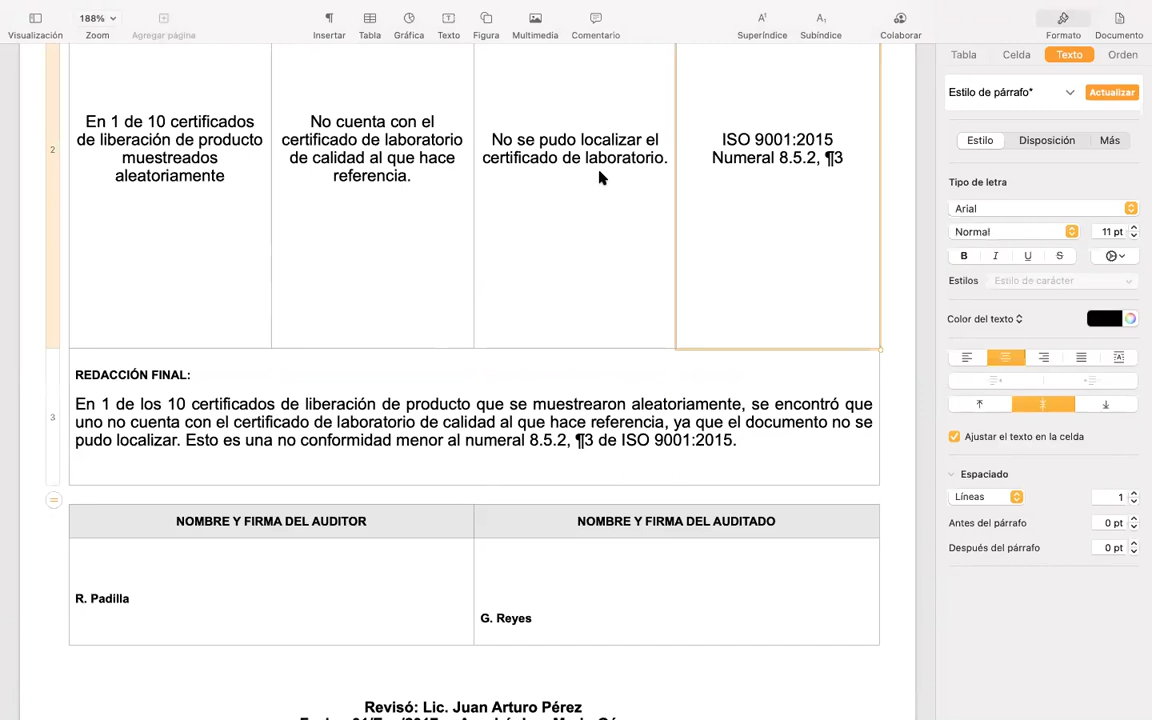 188%
Visualización
Zoom
Agregar página
Insertar
Tabla
Gráfica
Texto
Figura
Multimedia
Comentario
Superíndice
Subíndice
Colaborar
Formato
Documento
Tabla
Celda
Texto
Orden
Estilo de párrafo*
Actualizar
Estilo
Disposición
Más
Tipo de letra
Arial
Normal
11 pt
B I U S
Estilos
Estilo de carácter
Color del texto
Ajustar el texto en la celda
Espaciado
Líneas
1
Antes del párrafo
0 pt
Después del párrafo
0 pt
2
En 1 de 10 certificados
de liberación de producto
muestreados
aleatoriamente
No cuenta con el
certificado de laboratorio
de calidad al que hace
referencia.
No se pudo localizar el
certificado de laboratorio.
ISO 9001:2015
Numeral 8.5.2, ¶3
3
REDACCIÓN FINAL:
En 1 de los 10 certificados de liberación de producto que se muestrearon aleatoriamente, se encontró que
uno no cuenta con el certificado de laboratorio de calidad al que hace referencia, ya que el documento no se
pudo localizar. Esto es una no conformidad menor al numeral 8.5.2, ¶3 de ISO 9001:2015.
NOMBRE Y FIRMA DEL AUDITOR
NOMBRE Y FIRMA DEL AUDITADO
R. Padilla
G. Reyes
Revisó: Lic. Juan Arturo Pérez